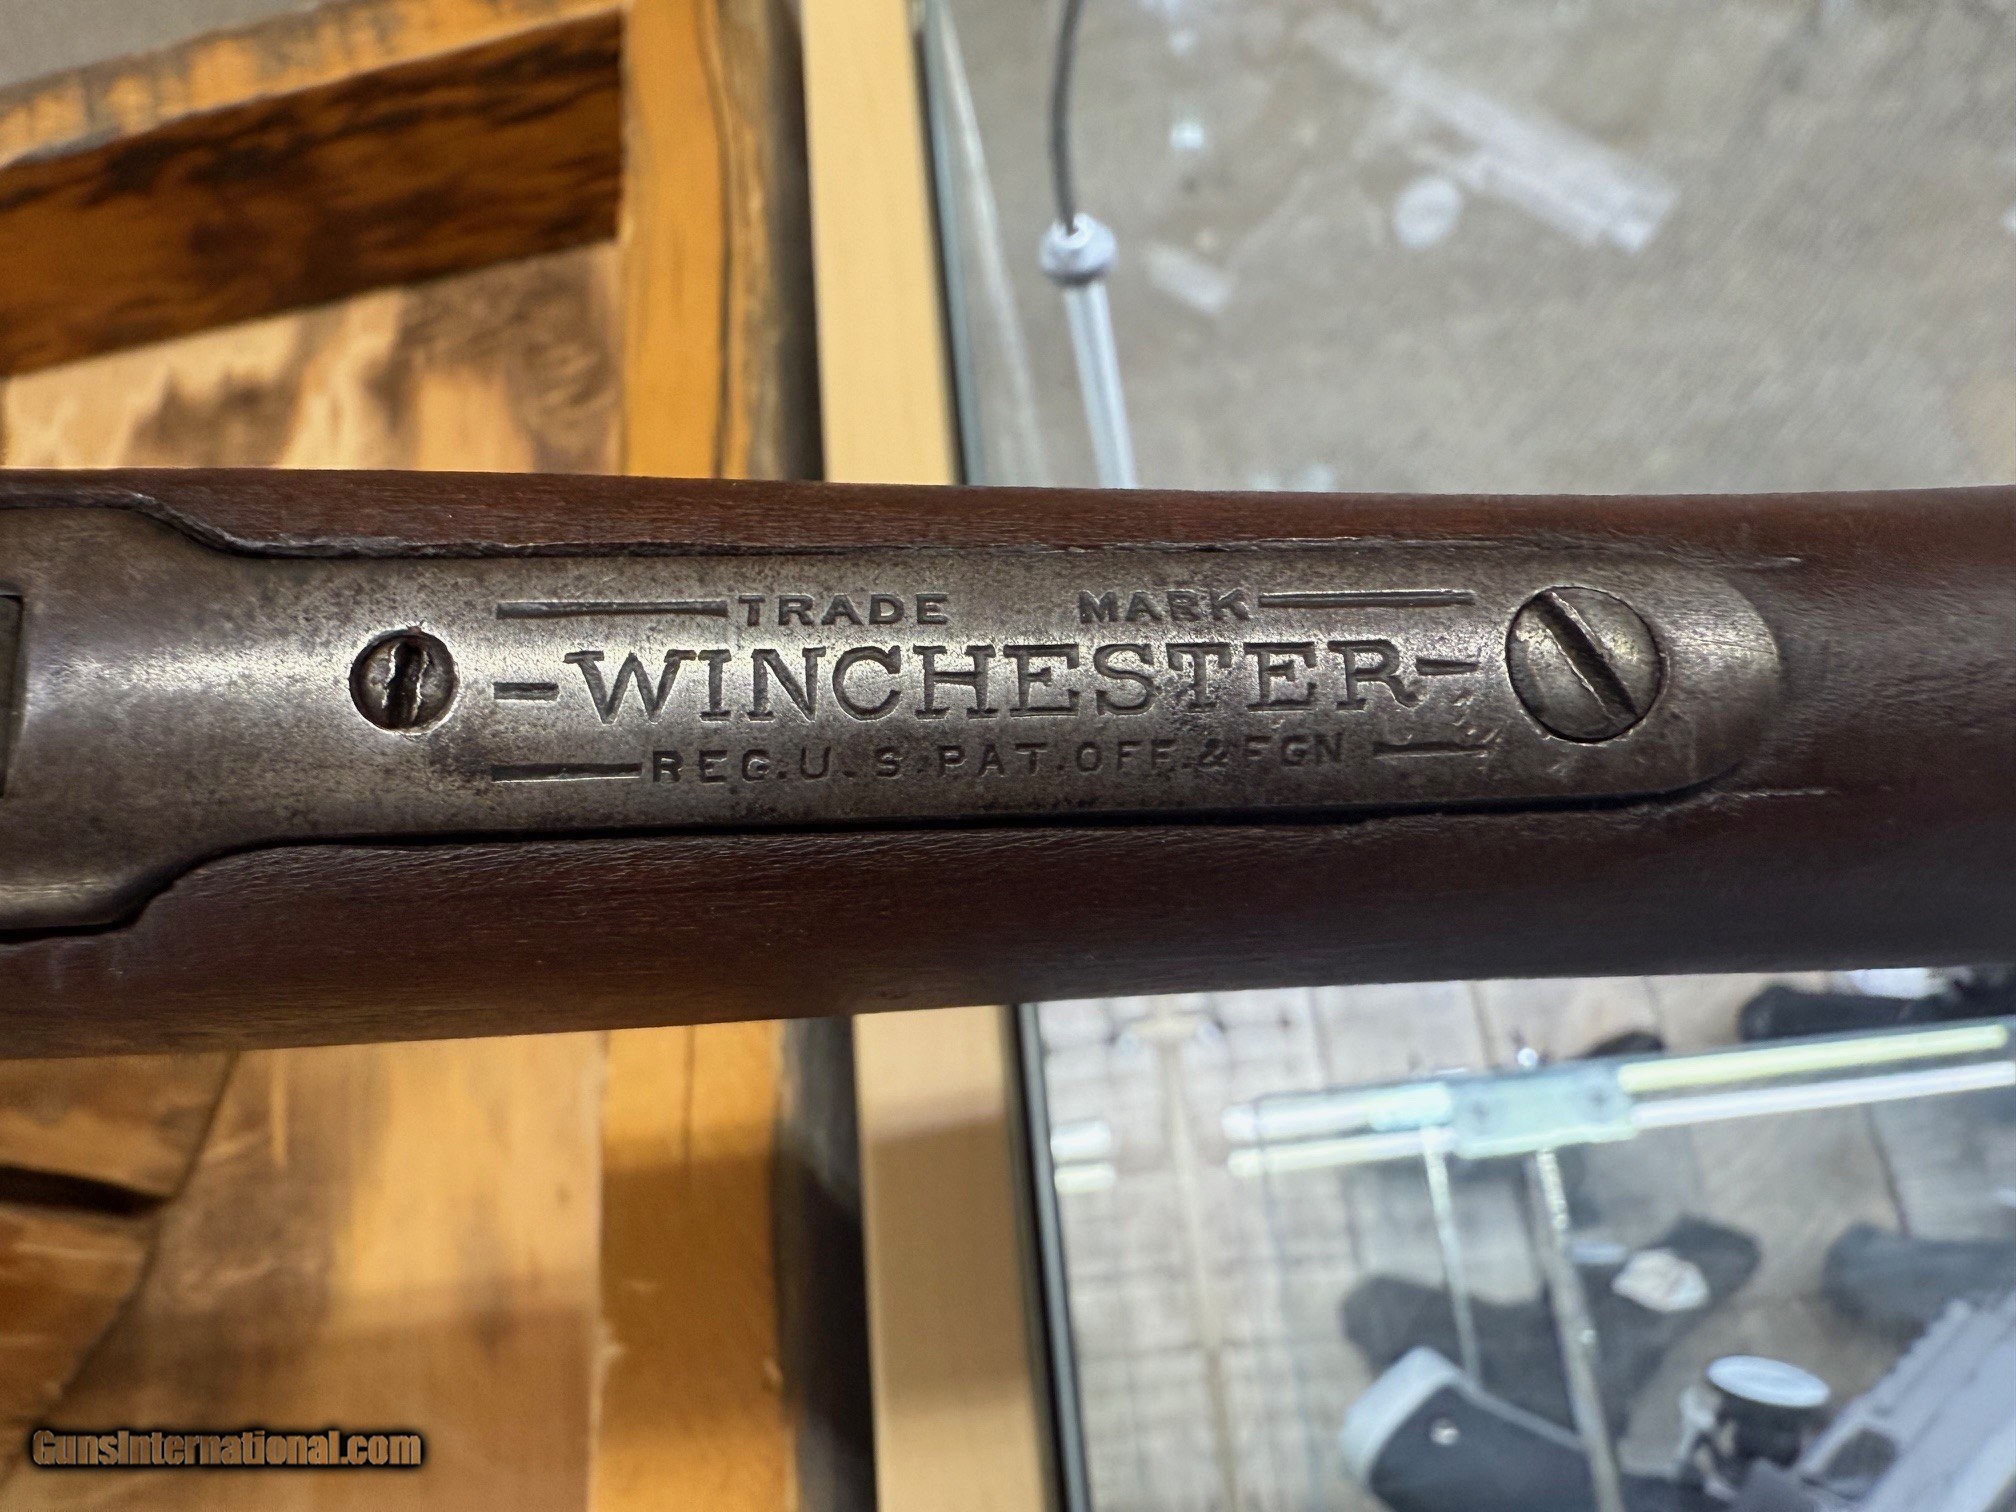 TRADE MARK
-WINCHESTER-
REG. U. S. PAT. OFF. & FGN
GunsInternational.com